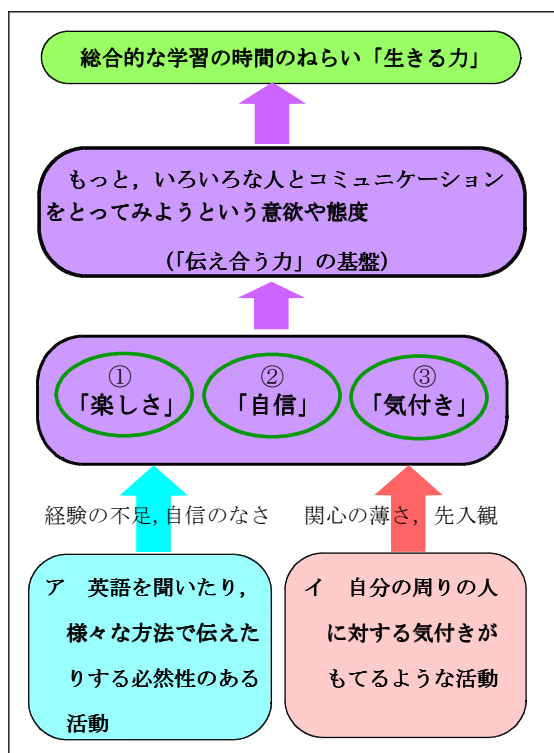 総合的な学習の時間のねらい「生きる力」
もっと，いろいろな人とコミュニケーション
をとってみようという意欲や態度
（「伝え合う力」の基盤）
① ② ③
「楽しさ」 「自信」 「気付き」
経験の不足，自信のなさ 関心の薄さ，先入観
ア 英語を聞いたり，
様々な方法で伝えた
りする必然性のある
活動
イ 自分の周りの人
に対する気付きが
もてるような活動